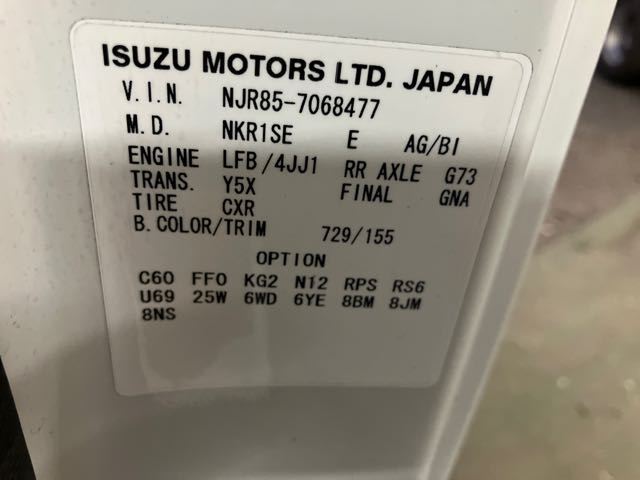 ISUZU MOTORS LTD. JAPAN
V.I.N. NJR85-7068477
M.D. NKR1SE E AG/BI
ENGINE LFB/4JJ1 RR AXLE G73
TRANS. Y5X FINAL GNA
TIRE CXR
B.COLOR/TRIM 729/155
OPTION
C60 FF0 KG2 N12 RPS RS6
U69 25W 6WD 6YE 8BM 8JM
8NS